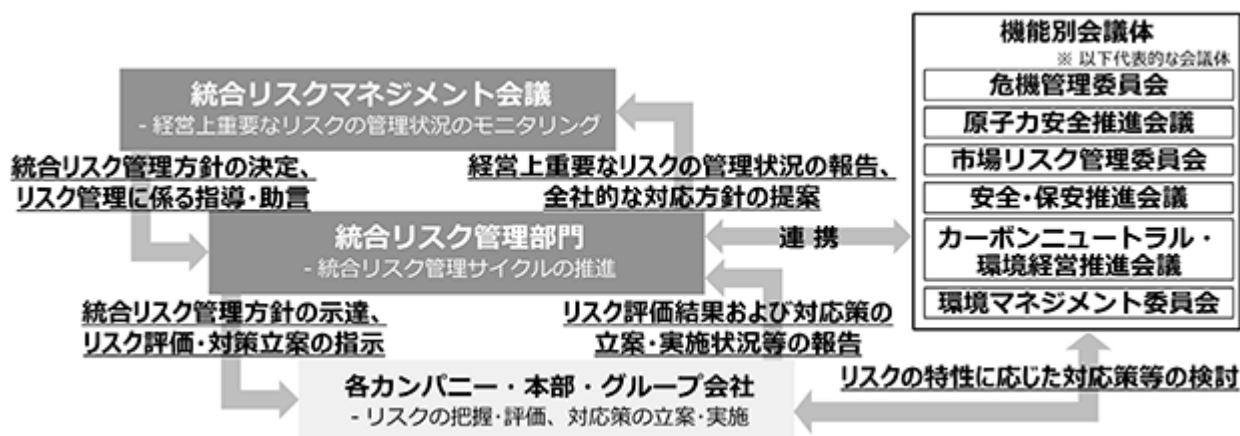 統合リスクマネジメント会議
- 経営上重要なリスクの管理状況のモニタリング
統合リスク管理方針の決定、
リスク管理に係る指導・助言
経営上重要なリスクの管理状況の報告、
全社的な対応方針の提案
統合リスク管理部門
- 統合リスク管理サイクルの推進
連 携
統合リスク管理方針の示達、
リスク評価・対策立案の指示
リスク評価結果および対応策の
立案・実施状況等の報告
各カンパニー・本部・グループ会社
- リスクの把握・評価、対応策の立案・実施
機能別会議体
※ 以下代表的な会議体
危機管理委員会
原子力安全推進会議
市場リスク管理委員会
安全・保安推進会議
カーボンニュートラル・
環境経営推進会議
環境マネジメント委員会
リスクの特性に応じた対応策等の検討